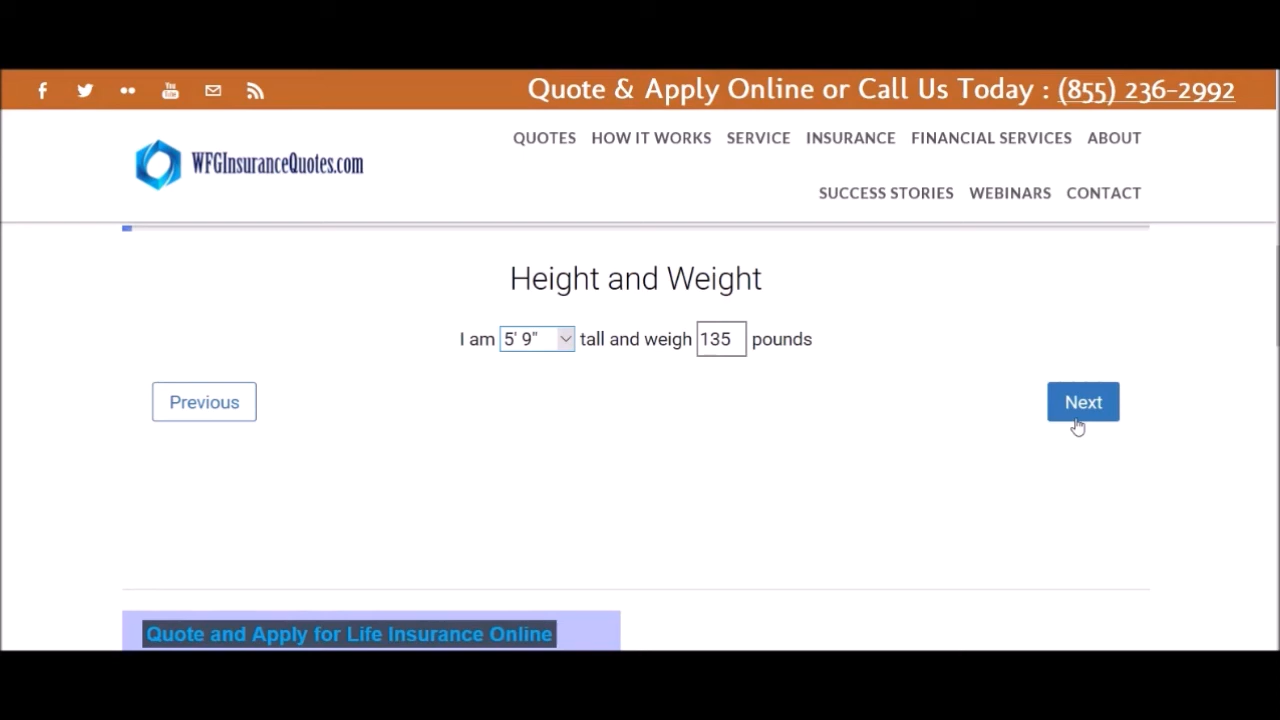 Quote & Apply Online or Call Us Today : (855) 236-2992
WFGInsuranceQuotes.com
QUOTES HOW IT WORKS SERVICE INSURANCE FINANCIAL SERVICES ABOUT
SUCCESS STORIES WEBINARS CONTACT
Height and Weight
I am 5' 9" tall and weigh 135 pounds
Previous
Next
Quote and Apply for Life Insurance Online